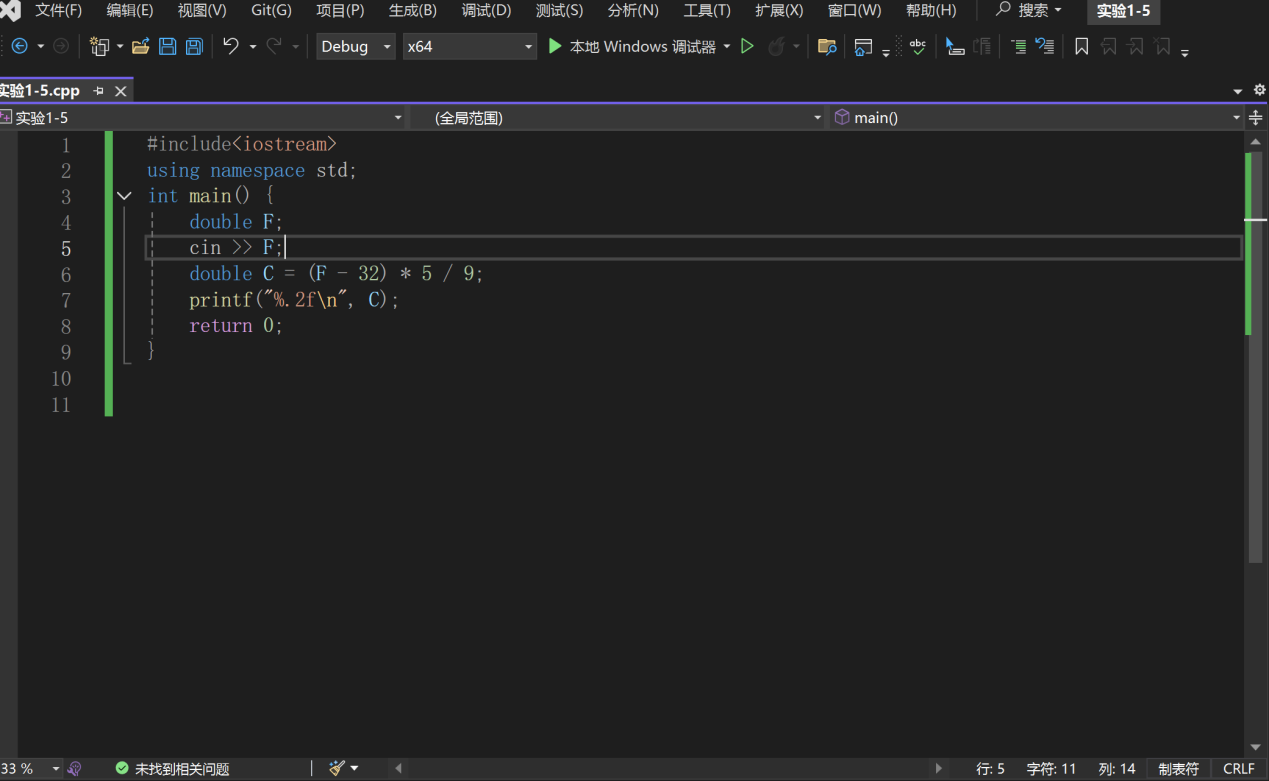 文件(F) 编辑(E) 视图(V) Git(G) 项目(P) 生成(B) 调试(D) 测试(S) 分析(N) 工具(T) 扩展(X) 窗口(W) 帮助(H) 搜索 实验1-5
Debug x64 本地 Windows 调试器 abc
实验1-5.cpp
实验1-5 (全局范围) main()
1 #include<iostream>
2 using namespace std;
3 int main() {
4 double F;
5 cin >> F;
6 double C = (F - 32) * 5 / 9;
7 printf("%.2f\n", C);
8 return 0;
9 }
10
11
33 % 未找到相关问题 行: 5 字符: 11 列: 14 制表符 CRLF